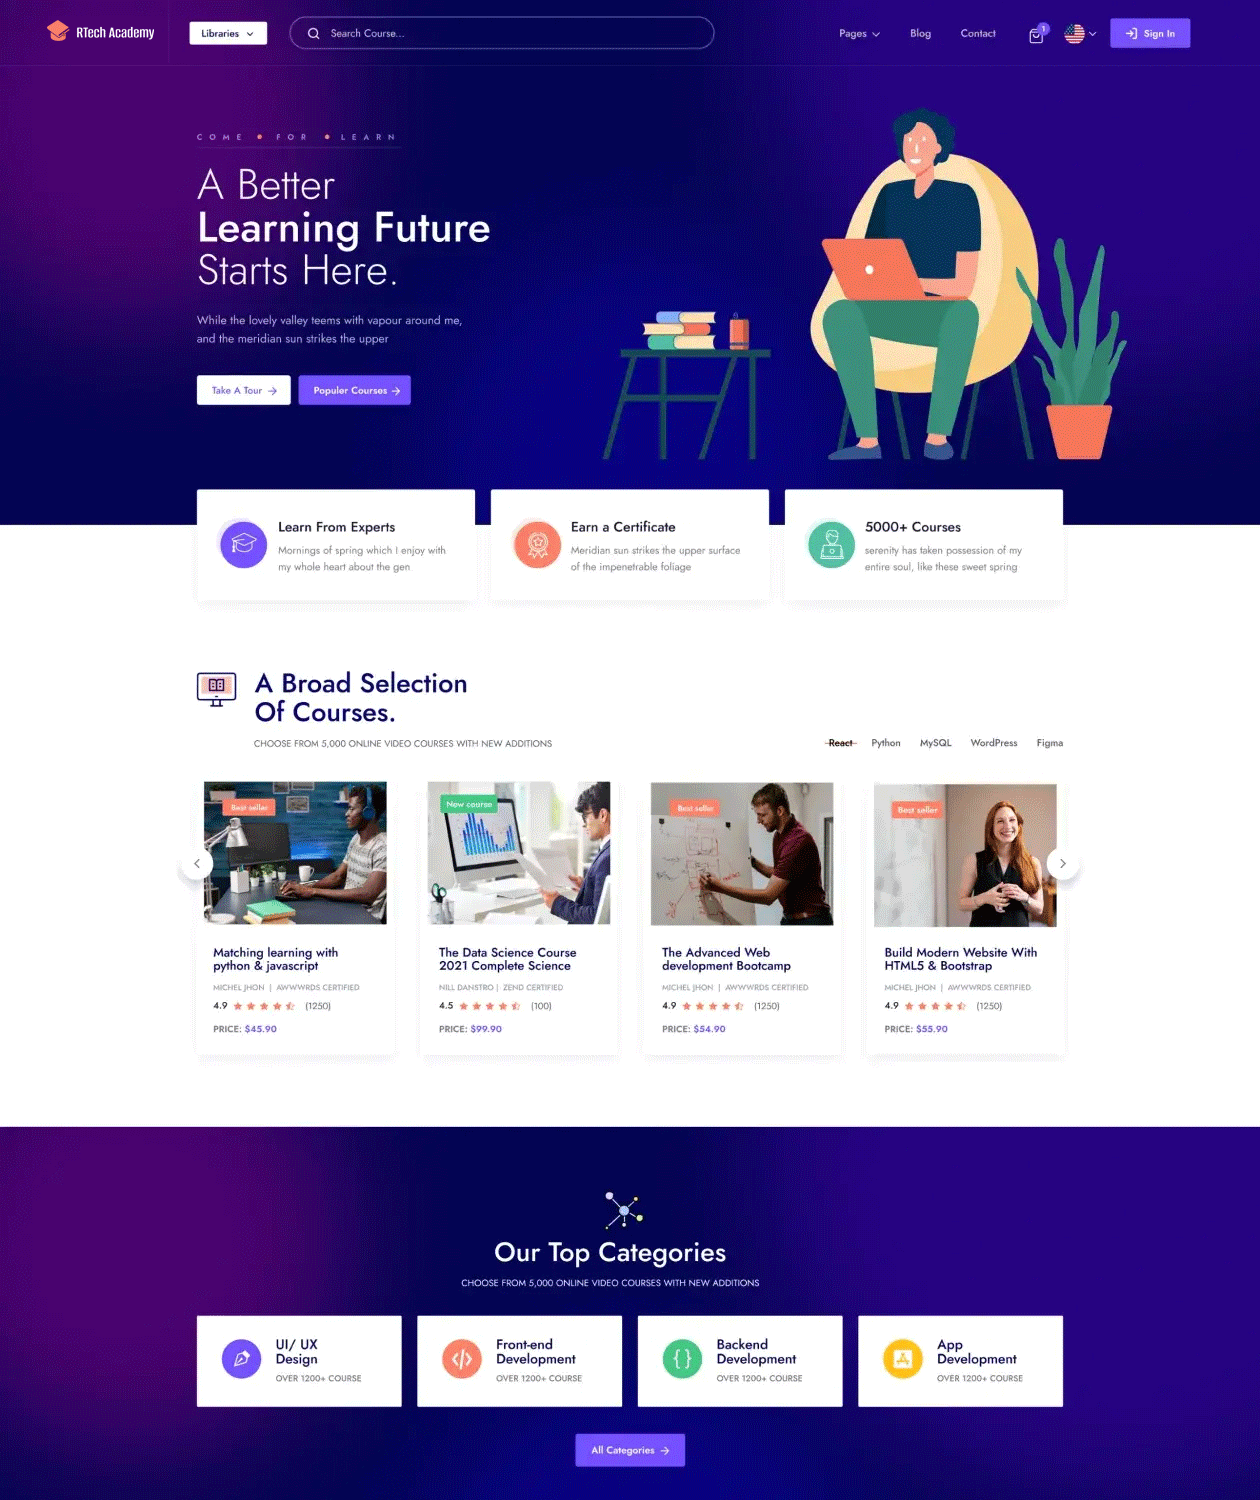 RTech Academy
Libraries
Search Course...
Pages
Blog
Contact
1
Sign In
COME • FOR • LEARN
A Better
Learning Future
Starts Here.
While the lovely valley teems with vapour around me,
and the meridian sun strikes the upper
Take A Tour →
Populer Courses →
Learn From Experts
Mornings of spring which I enjoy with
my whole heart about the gen
Earn a Certificate
Meridian sun strikes the upper surface
of the impenetrable foliage
5000+ Courses
serenity has taken possession of my
entire soul, like these sweet spring
A Broad Selection
Of Courses.
CHOOSE FROM 5,000 ONLINE VIDEO COURSES WITH NEW ADDITIONS
React
Python
MySQL
WordPress
Figma
Best seller
Matching learning with
python & javascript
MICHEL JHON | AWWWRDS CERTIFIED
4.9 (1250)
PRICE: $45.90
New course
The Data Science Course
2021 Complete Science
NILL DANSTRO | ZEND CERTIFIED
4.5 (100)
PRICE: $99.90
Best seller
The Advanced Web
development Bootcamp
MICHEL JHON | AWWWRDS CERTIFIED
4.9 (1250)
PRICE: $54.90
Best seller
Build Modern Website With
HTML5 & Bootstrap
MICHEL JHON | AWWWRDS CERTIFIED
4.9 (1250)
PRICE: $55.90
Our Top Categories
CHOOSE FROM 5,000 ONLINE VIDEO COURSES WITH NEW ADDITIONS
UI/ UX
Design
OVER 1200+ COURSE
Front-end
Development
OVER 1200+ COURSE
Backend
Development
OVER 1200+ COURSE
App
Development
OVER 1200+ COURSE
All Categories →